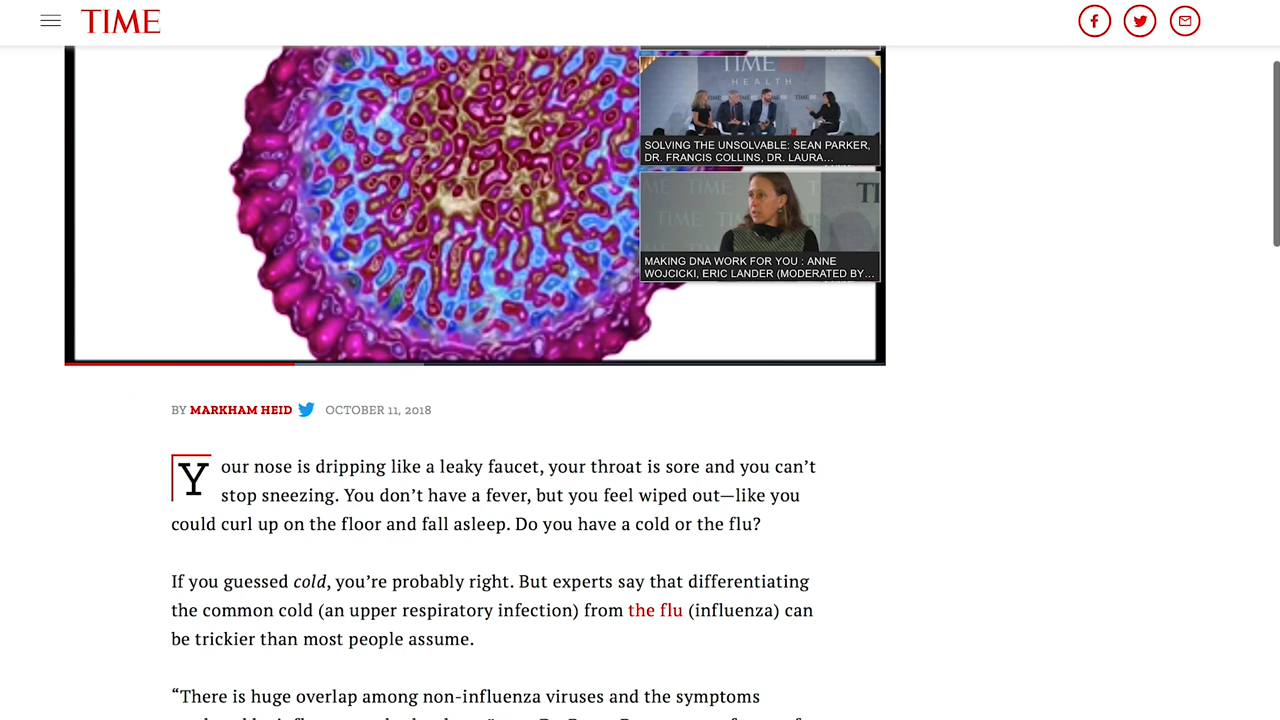 TIME
TIME
HEALTH
SOLVING THE UNSOLVABLE: SEAN PARKER,
DR. FRANCIS COLLINS, DR. LAURA...
TIME
TIME
TIME
MAKING DNA WORK FOR YOU : ANNE
WOJCICKI, ERIC LANDER (MODERATED BY...
BY MARKHAM HEID OCTOBER 11, 2018
Your nose is dripping like a leaky faucet, your throat is sore and you can’t
stop sneezing. You don’t have a fever, but you feel wiped out—like you
could curl up on the floor and fall asleep. Do you have a cold or the flu?
If you guessed cold, you’re probably right. But experts say that differentiating
the common cold (an upper respiratory infection) from the flu (influenza) can
be trickier than most people assume.
“There is huge overlap among non-influenza viruses and the symptoms